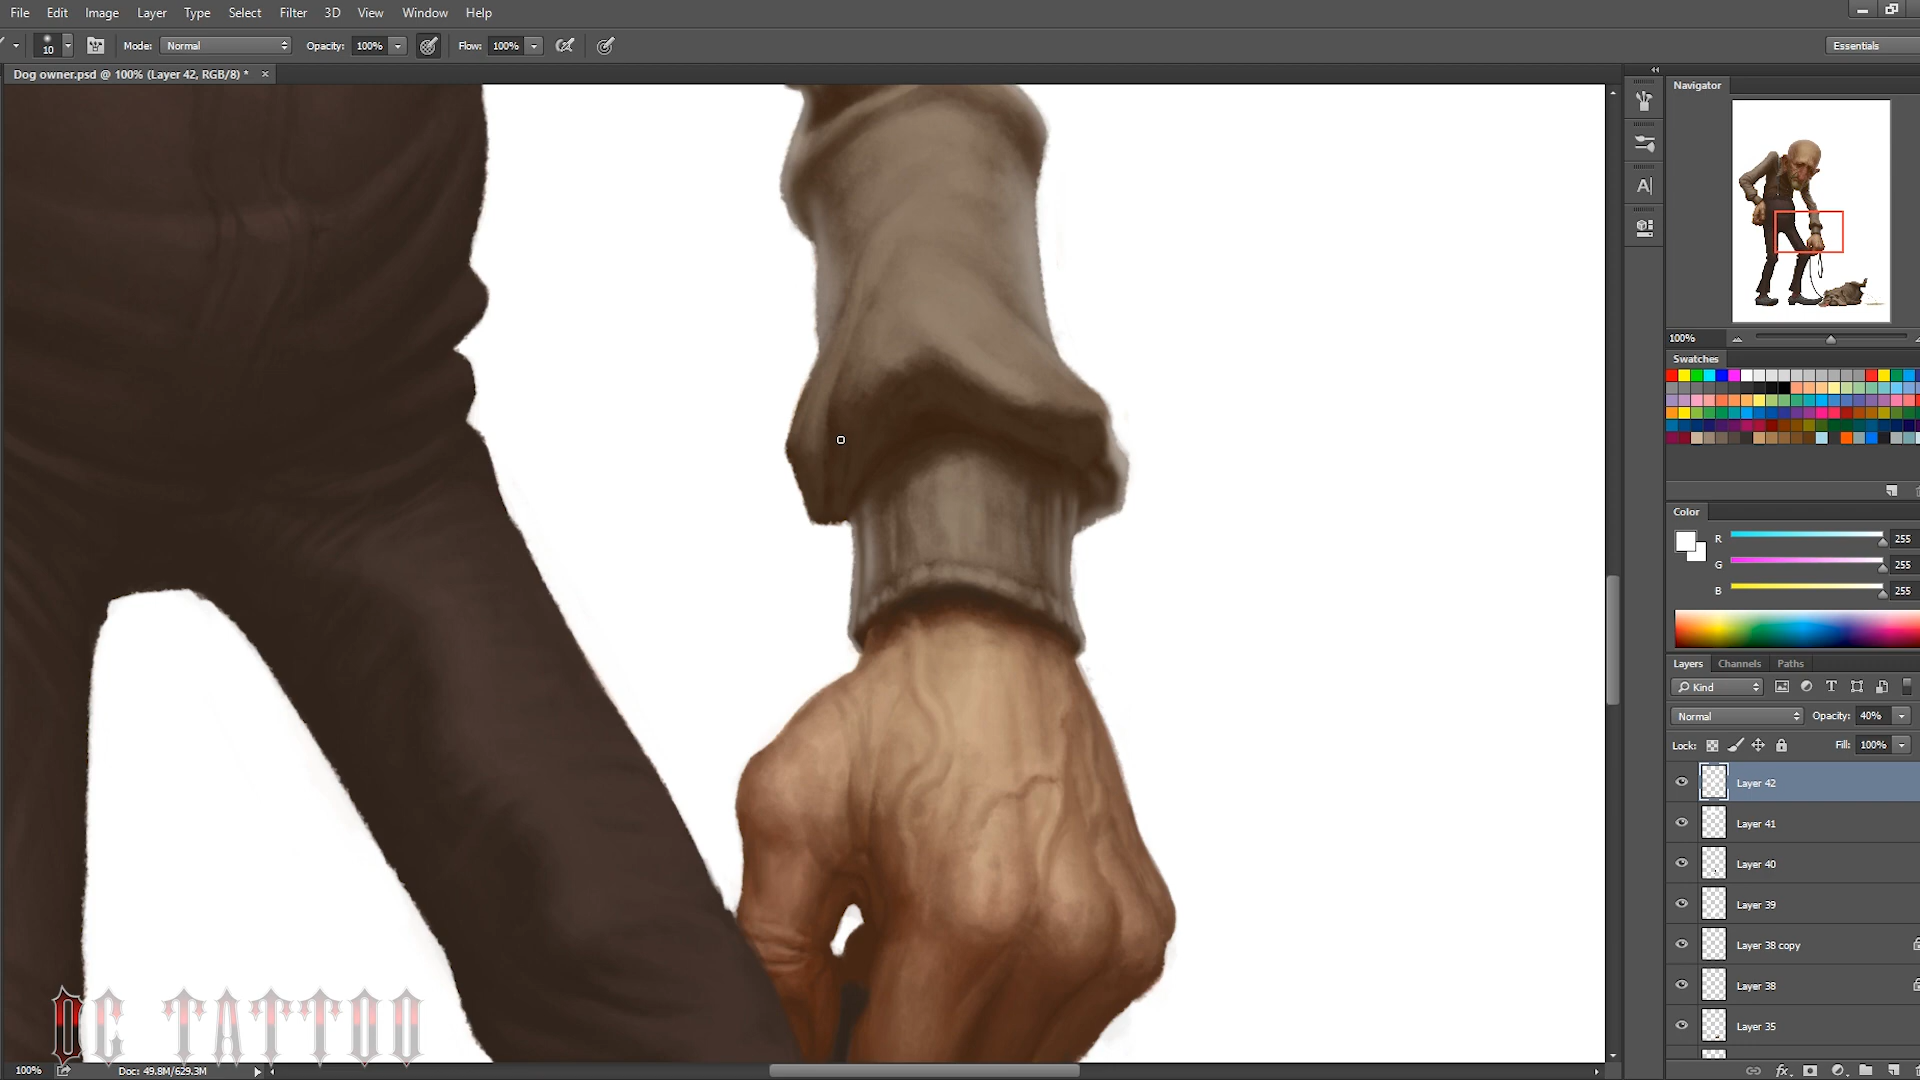 File Edit Image Layer Type Select Filter 3D View Window Help
10 Mode: Normal Opacity: 100% Flow: 100% Essentials
Dog owner.psd @ 100% (Layer 42, RGB/8) * ×
Navigator
100%
Swatches
Color
R 255
G 255
B 255
Layers Channels Paths
Kind
Normal Opacity: 40%
Lock: Fill: 100%
Layer 42
Layer 41
Layer 40
Layer 39
Layer 38 copy
Layer 38
Layer 35
OC TATTOO
100% Doc: 49.8M/629.3M